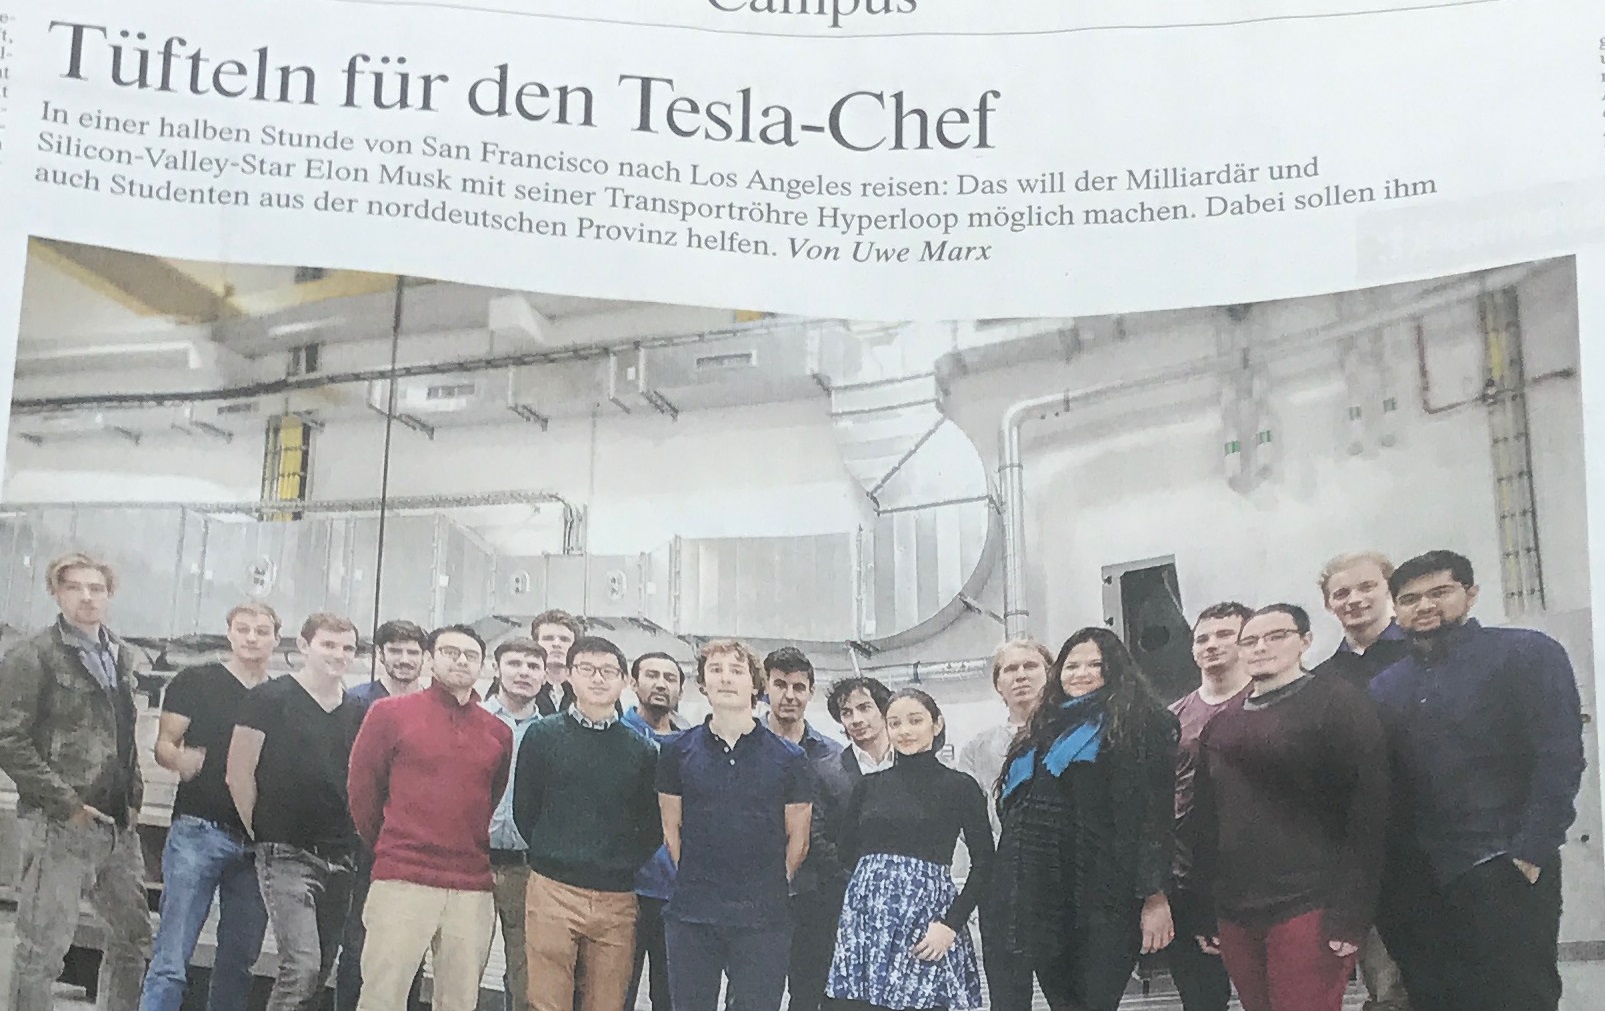 Campus
Tüfteln für den Tesla-Chef
In einer halben Stunde von San Francisco nach Los Angeles reisen: Das will der Milliardär und
Silicon-Valley-Star Elon Musk mit seiner Transportröhre Hyperloop möglich machen. Dabei sollen ihm
auch Studenten aus der norddeutschen Provinz helfen. Von Uwe Marx